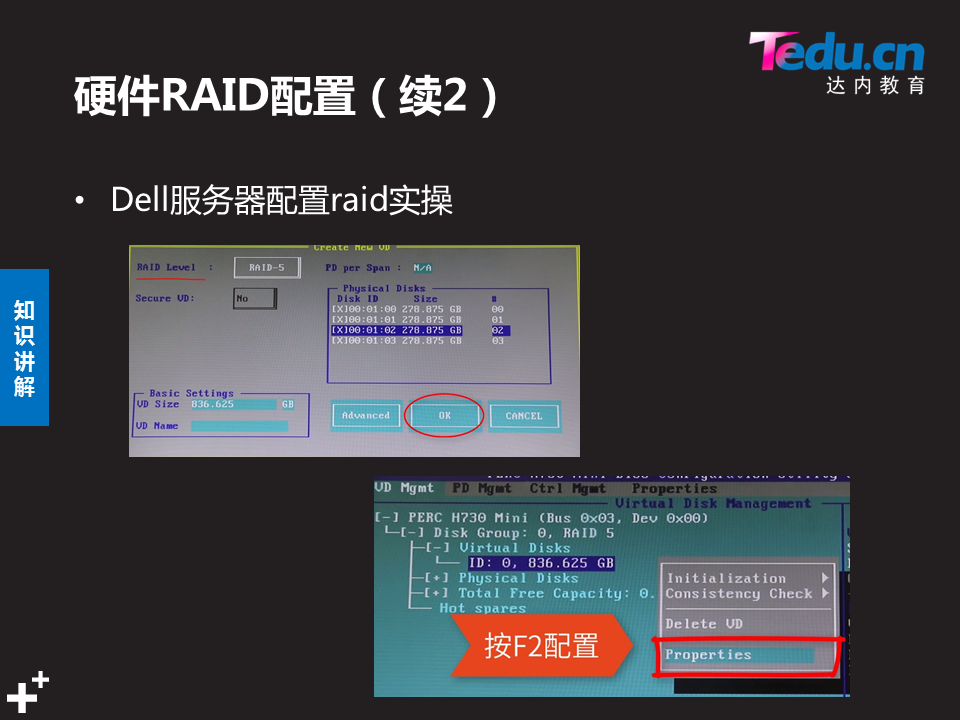 Tedu.cn
达内教育
硬件RAID配置（续2）
• Dell服务器配置raid实操
知识讲解
Create New VD
RAID Level : RAID-5 PD per Span : N/A
Secure VD: No
Physical Disks
Disk ID Size #
[X]00:01:00 278.875 GB 00
[X]00:01:01 278.875 GB 01
[X]00:01:02 278.875 GB 02
[X]00:01:03 278.875 GB 03
Basic Settings
VD Size 836.625 GB
VD Name
Advanced OK CANCEL
VD Mgmt PD Mgmt Ctrl Mgmt Properties
Virtual Disk Management
[-] PERC H730 Mini (Bus 0x03, Dev 0x00)
[-] Disk Group: 0, RAID 5
[-] Virtual Disks
ID: 0, 836.625 GB
[+] Physical Disks
[+] Total Free Capacity: 0.
Hot spares
Initialization
Consistency Check
Delete VD
Properties
按F2配置